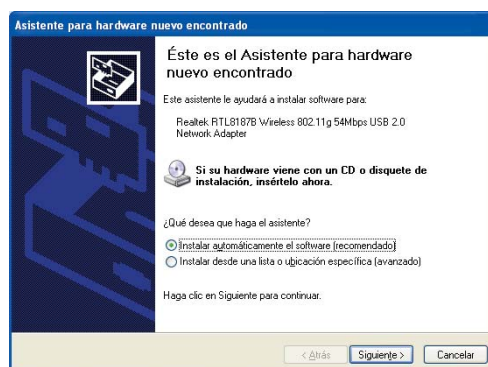 Asistente para hardware nuevo encontrado
Éste es el Asistente para hardware
nuevo encontrado
Este asistente le ayudará a instalar software para:
Realtek RTL8187B Wireless 802.11g 54Mbps USB 2.0
Network Adapter
Si su hardware viene con un CD o disquete de
instalación, insértelo ahora.
¿Qué desea que haga el asistente?
Instalar automáticamente el software (recomendado)
Instalar desde una lista o ubicación específica (avanzado)
Haga clic en Siguiente para continuar.
< Atrás Siguiente > Cancelar